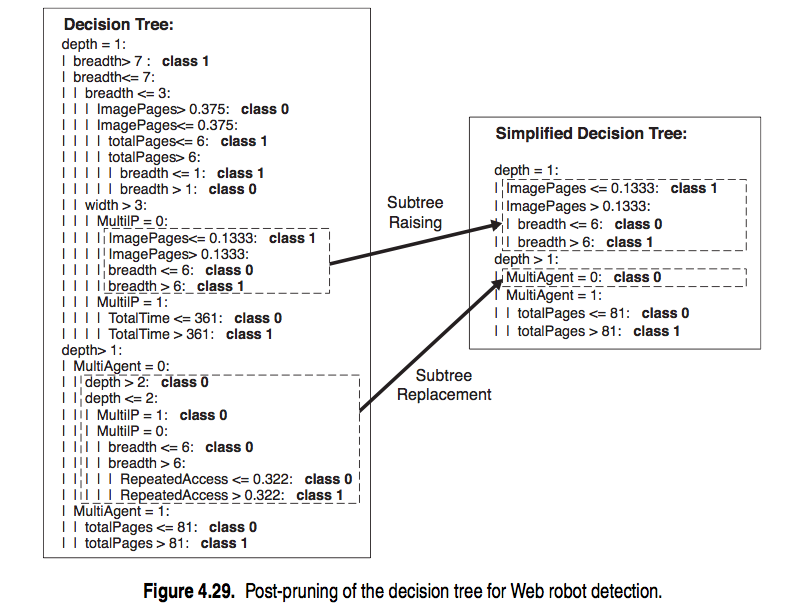 Decision Tree:
depth = 1:
| breadth> 7 : class 1
| breadth<= 7:
| | breadth <= 3:
| | | ImagePages> 0.375: class 0
| | | ImagePages<= 0.375:
| | | | totalPages<= 6: class 1
| | | | totalPages> 6:
| | | | | breadth <= 1: class 1
| | | | | breadth > 1: class 0
| | width > 3:
| | | MultiIP = 0:
| | | | ImagePages<= 0.1333: class 1
| | | | ImagePages> 0.1333:
| | | | breadth <= 6: class 0
| | | | breadth > 6: class 1
| | | MultiIP = 1:
| | | | TotalTime <= 361: class 0
| | | | TotalTime > 361: class 1
depth> 1:
| MultiAgent = 0:
| | depth > 2: class 0
| | depth <= 2:
| | | MultiIP = 1: class 0
| | | MultiIP = 0:
| | | | breadth <= 6: class 0
| | | | breadth > 6:
| | | | | RepeatedAccess <= 0.322: class 0
| | | | | RepeatedAccess > 0.322: class 1
| MultiAgent = 1:
| | totalPages <= 81: class 0
| | totalPages > 81: class 1
Subtree
Raising
Subtree
Replacement
Simplified Decision Tree:
depth = 1:
| ImagePages <= 0.1333: class 1
| ImagePages > 0.1333:
| | breadth <= 6: class 0
| | breadth > 6: class 1
depth > 1:
| MultiAgent = 0: class 0
| MultiAgent = 1:
| | totalPages <= 81: class 0
| | totalPages > 81: class 1
Figure 4.29. Post-pruning of the decision tree for Web robot detection.